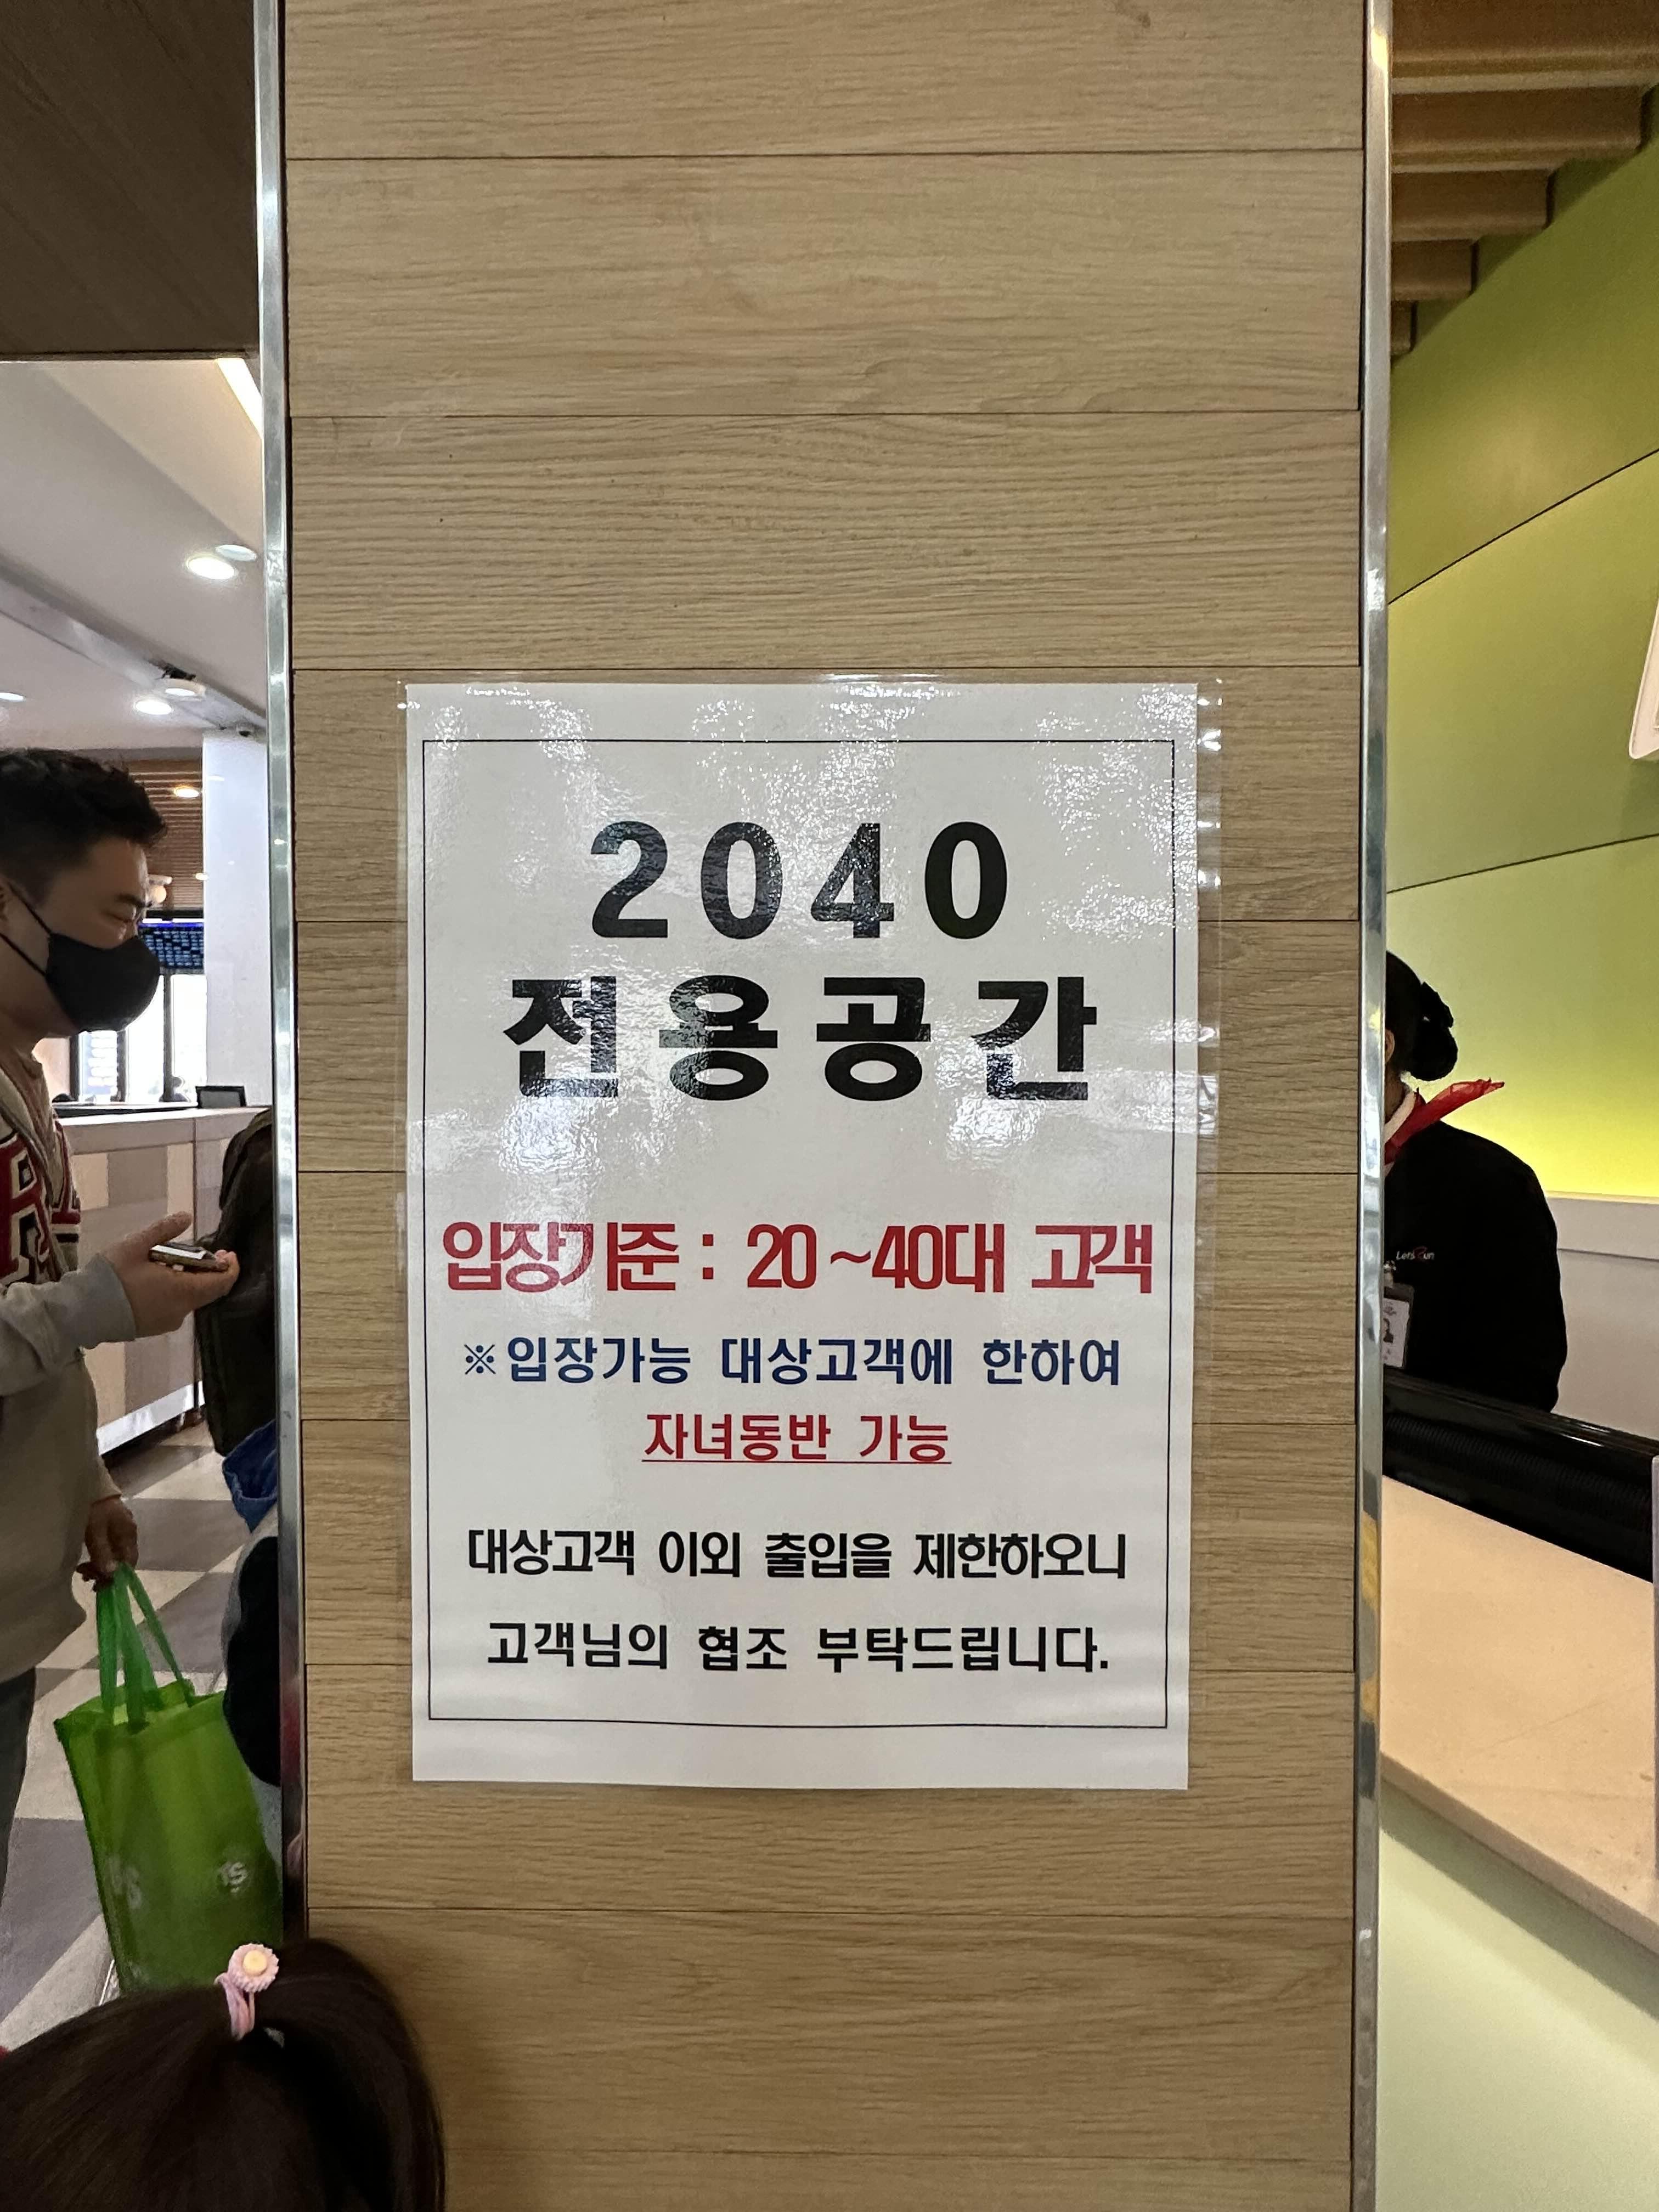 2040
전용공간
입장기준 : 20~40대 고객
※입장가능 대상고객에 한하여
자녀동반 가능
대상고객 이외 출입을 제한하오니
고객님의 협조 부탁드립니다.
Let's Run